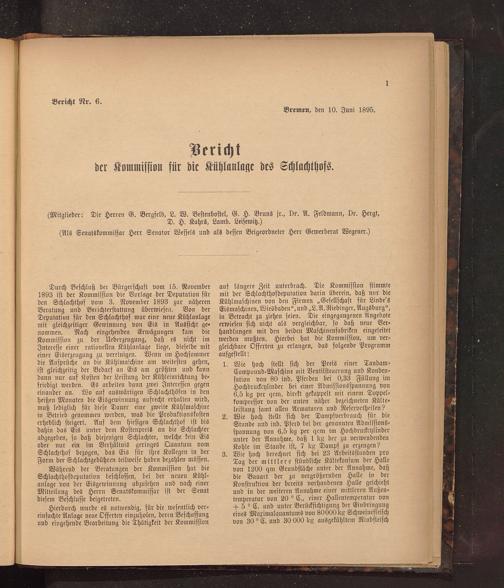 1
Bericht Nr. 6.
Bremen, den 10. Juni 1895.
Bericht
der Kommission für die Kühlanlage des Schlachthofs.
(Mitglieder: Die Herren G. Bergfeld, L. W. Bestenbostel, G. H. Bruns jr., Dr. A. Feldmann, Dr. Hergt,
D. H. Kahrs, Lamb. Leisewitz.)
(Als Senatskommissar Herr Senator Wessels und als dessen Beigeordneter Herr Gewerberat Wegener.)
Durch Beschluß der Bürgerschaft vom 15. November
1893 ist der Kommission die Vorlage der Deputation für
den Schlachthof vom 3. November 1893 zur näheren
Beratung und Berichterstattung überwiesen. Von der
Deputation für den Schlachthof ist eine neue Kühlanlage
mit gleichzeitiger Gewinnung von Eis in Aussicht ge-
nommen. Nach eingehenden Erwägungen kam die
Kommission zu der Ueberzeugung, daß es nicht im
Interesse einer rationellen Kühlanlage liege, dieselbe mit
einer Eiserzeugung zu vereinigen. Wenn im Hochsommer
die Ansprüche an die Kühlmaschine am weitesten gehen,
ist gleichzeitig der Bedarf an Eis am größten und kann
dann nur auf Kosten der Leistung der Kühleinrichtung be-
friedigt werden. Es arbeiten dann zwei Interessen gegen
einander an. Wo auf auswärtigen Schlachthöfen in den
heißen Monaten die Eisgewinnung aufrecht erhalten wird,
muß lediglich für diese Dauer eine zweite Kühlmaschine
in Betrieb genommen werden, was die Produktionskosten
erheblich steigert. Auf dem hiesigen Schlachthof ist bis
dahin das Eis unter dem Kostenpreis an die Schlachter
abgegeben, so daß diejenigen Schlachter, welche kein Eis
aber nur ein im Verhältnis geringes Quantum vom
Schlachthof bezogen, das Eis für ihre Kollegen in der
Form der Schlachtgebühren teilweise haben bezahlen müssen.
Während der Beratungen der Kommission hat die
Schlachthofdeputation beschlossen, bei der neuen Kühl-
anlage von der Eisgewinnung abzusehen und nach einer
Mitteilung des Herrn Senatskommissar ist der Senat
diesem Beschlusse beigetreten.
Hierdurch wurde es notwendig, für die wesentlich ver-
einfachte Anlage neue Offerten einzuholen, deren Beschaffung
und eingehende Bearbeitung die Thätigkeit der Kommission
auf längere Zeit unterbrach. Die Kommission stimmte
mit der Schlachthofdeputation darin überein, daß nur die
Kühlmaschinen von den Firmen „Gesellschaft für Linde's
Eismaschinen, Wiesbaden“, und „L. A. Riedinger, Augsburg“,
in Betracht zu ziehen seien. Die eingegangenen Angebote
erwiesen sich nicht als vergleichbar, so daß neue Ver-
handlungen mit den beiden Maschinenfabriken eingeleitet
werden mußten. Hierbei hat die Kommission, um ver-
gleichbare Offerten zu erlangen, das folgende Programm
aufgestellt:
1. Wie hoch stellt sich der Preis einer Tandem-
Compound-Maschine mit Ventilsteuerung und Konden-
sation von 80 ind. Pferden bei 0,33 Füllung im
Hochdruckcylinder bei einer Admissionsspannung von
6,5 kg per qcm, direkt gekuppelt mit einem Doppel-
kompressor von der unter näher bezeichneten Kälte-
leistung samt allen Armaturen und Reserveteilen?
2. Wie hoch stellt sich der Dampfverbrauch für die
Stunde und ind. Pferd bei der genannten Admissions-
spannung von 6,5 kg per qcm im Hochdruckcylinder
unter der Annahme, daß 1 kg der zu verwendenden
Kohle im Stande ist, 7 kg Dampf zu erzeugen?
3. Wie hoch berechnet sich bei 23 Arbeitsstunden pro
Tag der mittlere stündliche Kältekonsum der Halle
von 1200 qm Grundfläche unter der Annahme, daß
die Bauart der zu vergrößernden Halle in der
Konstruktion der bereits vorhandenen Halle geschieht
und in der weiteren Annahme einer mittleren Außen-
temperatur von 20 ° C, einer Hallentemperatur von
+ 5 ° C. und unter Berücksichtigung der Einbringung
eines Maximalquantums von 80000 kg Schweinefleisch
von 30 ° C und 30 000 kg ausgekühltem Rindfleisch